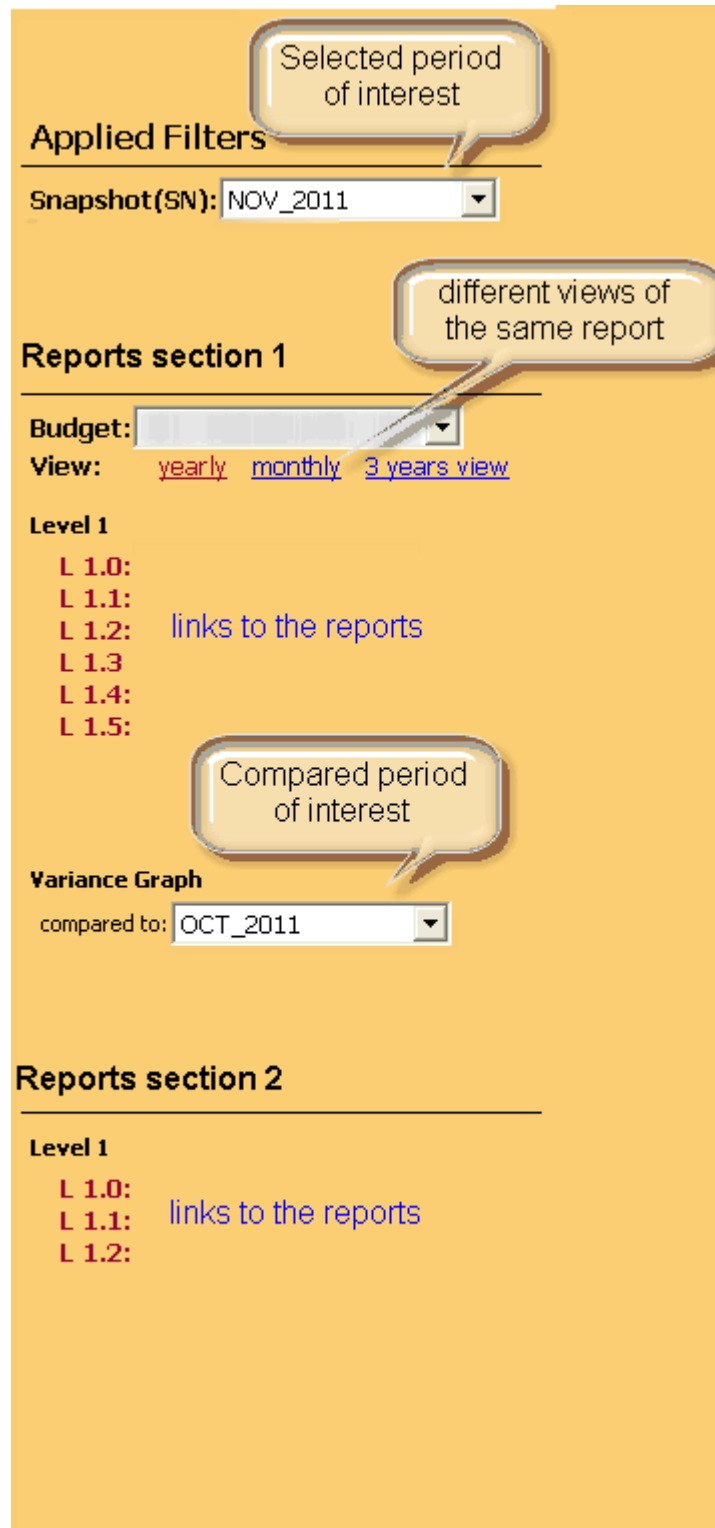 Selected period
of interest
Applied Filters
Snapshot(SN): NOV_2011
different views of
the same report
Reports section 1
Budget:
View: yearly monthly 3 years view
Level 1
L 1.0:
L 1.1:
L 1.2: links to the reports
L 1.3
L 1.4:
L 1.5:
Compared period
of interest
Variance Graph
compared to: OCT_2011
Reports section 2
Level 1
L 1.0:
L 1.1: links to the reports
L 1.2: